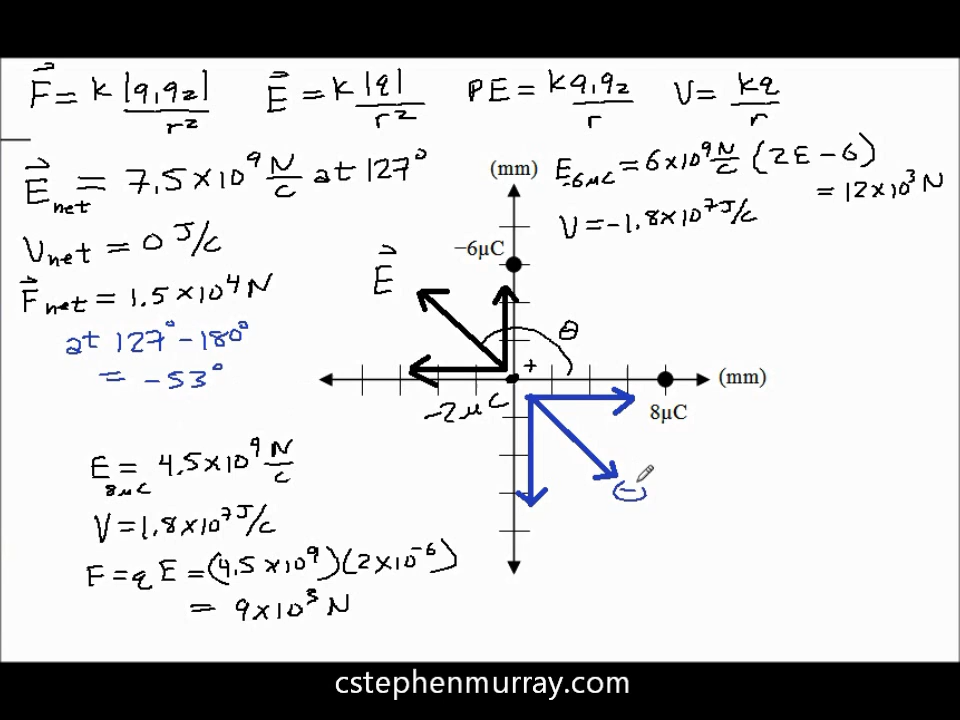 F⃗ = k |q₁q₂| / r²   E⃗ = k |q| / r²   PE = kq₁q₂ / r   V = kq / r
E⃗net = 7.5×10⁹ N/C at 127°
(mm)
E-6μC = 6×10⁹ N/C (2E-6)
= 12×10³ N
V = -1.8×10⁷ J/C
Vnet = 0 J/C
−6μC
E⃗
F⃗net = 1.5×10⁴ N
at 127° - 180°
= -53°
θ
+
(mm)
-2μC
8μC
E8μC = 4.5×10⁹ N/C
(-)
V = 1.8×10⁷ J/C
F = qE = (4.5×10⁹)(2×10⁻⁶)
= 9×10³ N
cstephenmurray.com